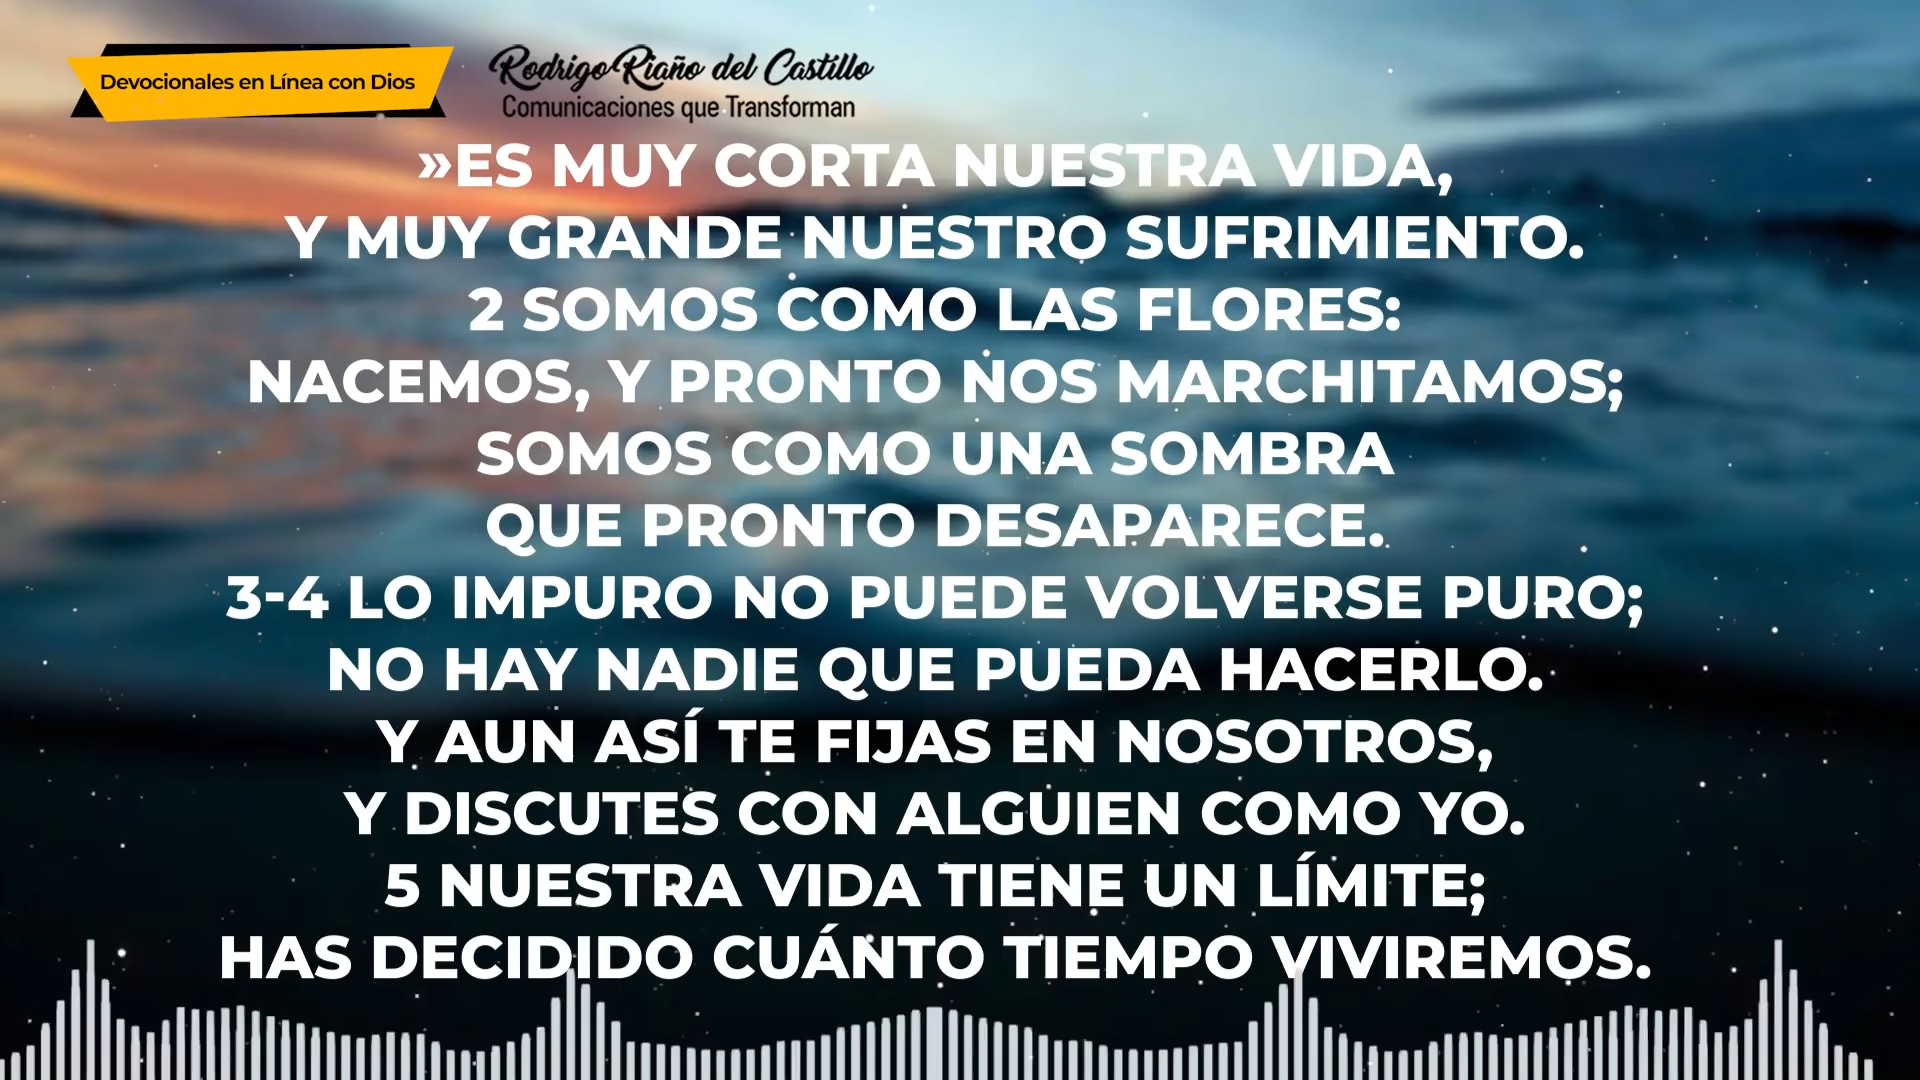 Devocionales en Línea con Dios
Rodrigo Riaño del Castillo
Comunicaciones que Transforman
»ES MUY CORTA NUESTRA VIDA,
Y MUY GRANDE NUESTRO SUFRIMIENTO.
2 SOMOS COMO LAS FLORES:
NACEMOS, Y PRONTO NOS MARCHITAMOS;
SOMOS COMO UNA SOMBRA
QUE PRONTO DESAPARECE.
3-4 LO IMPURO NO PUEDE VOLVERSE PURO;
NO HAY NADIE QUE PUEDA HACERLO.
Y AUN ASÍ TE FIJAS EN NOSOTROS,
Y DISCUTES CON ALGUIEN COMO YO.
5 NUESTRA VIDA TIENE UN LÍMITE;
HAS DECIDIDO CUÁNTO TIEMPO VIVIREMOS.